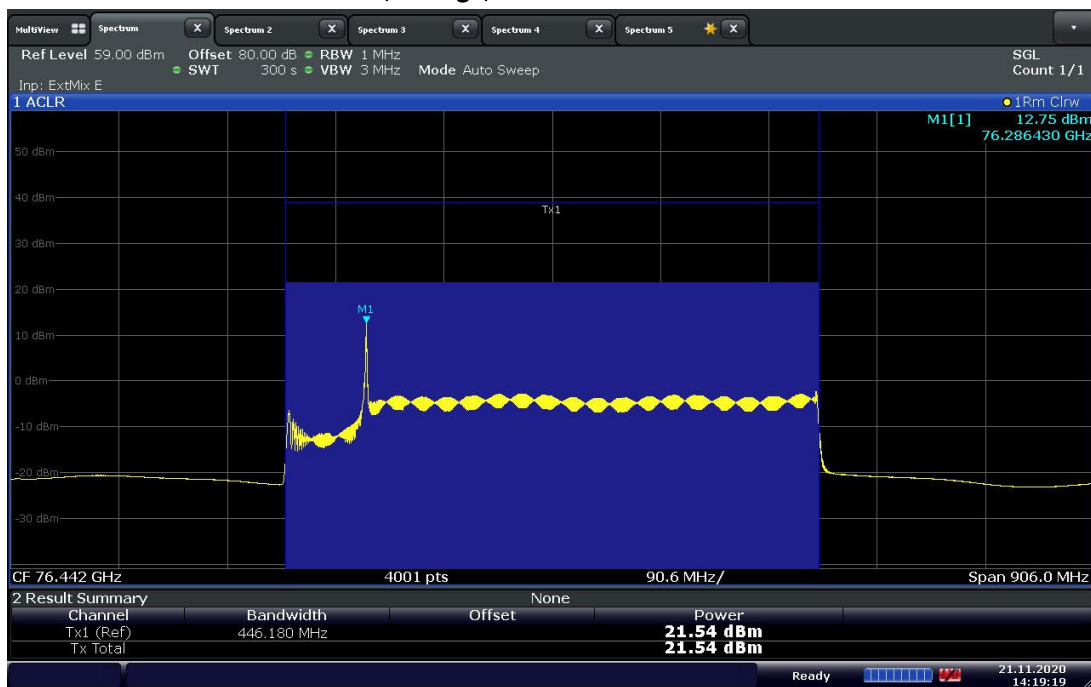 MultiView Spectrum X Spectrum 2 X Spectrum 3 X Spectrum 4 X Spectrum 5 X
Ref Level 59.00 dBm Offset 80.00 dB RBW 1 MHz SGL
SWT 300 s VBW 3 MHz Mode Auto Sweep Count 1/1
Inp: ExtMix E
1 ACLR 1Rm Clrw
M1[1] 12.75 dBm
76.286430 GHz
50 dBm
40 dBm
Tx1
30 dBm
20 dBm
M1
10 dBm
0 dBm
-10 dBm
-20 dBm
-30 dBm
CF 76.442 GHz 4001 pts 90.6 MHz/ Span 906.0 MHz
2 Result Summary None
Channel Bandwidth Offset Power
Tx1 (Ref) 446.180 MHz 21.54 dBm
Tx Total 21.54 dBm
Ready 21.11.2020
14:19:19